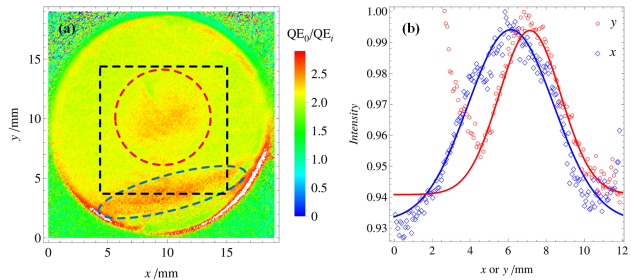 (a)
QE0/QEt
y /mm
15
10
5
0
0 5 10 15
x /mm
2.5
2.0
1.5
1.0
0.5
0
(b)
1.00
0.99
0.98
0.97
0.96
0.95
0.94
0.93
Intensity
0 2 4 6 8 10 12
x or y /mm
y
x